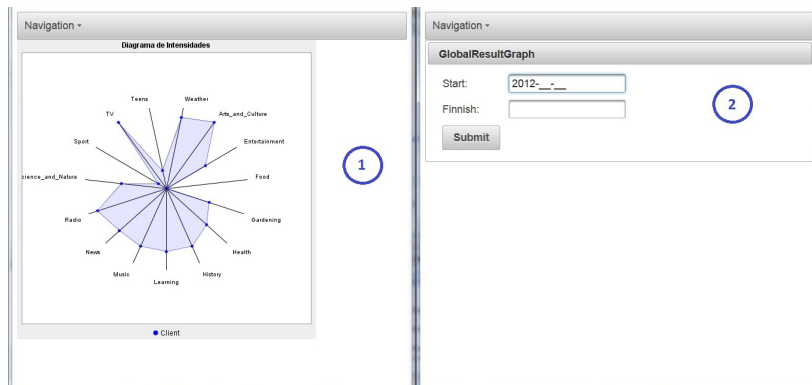 Navigation
Diagrama de Intensidades
Teens
Weather
TV
Arts_and_Culture
Sport
Entertainment
cience_and_Nature
Food
Radio
Gardening
News
Health
Music
History
Learning
Client
1
Navigation
GlobalResultGraph
Start: 2012-__-__
Finnish:
Submit
2